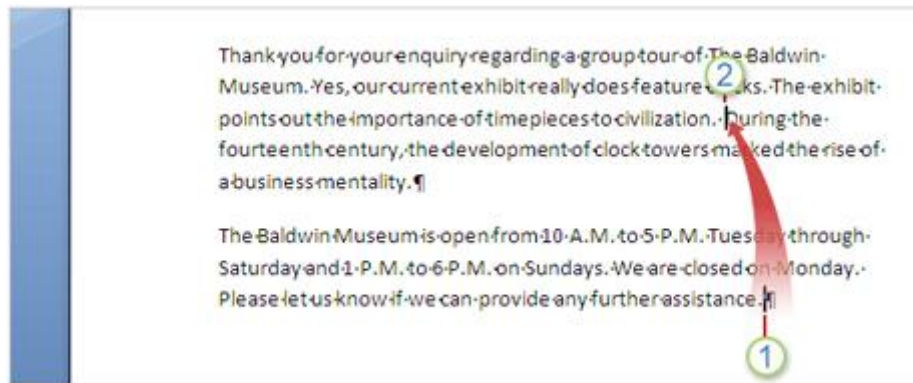 Thank·you·for·your·enquiry·regarding·a·group·tour·of·The·Baldwin·
Museum.·Yes,·our·current·exhibit·really·does·feature·
2
·The·exhibit·
points·out·the·importance·of·timepieces·to·civilization.··During·the·
fourteenth·century,·the·development·of·clock·towers·marked·the·rise·of·
a·business·mentality.¶
The·Baldwin·Museum·is·open·from·10·A.M.·to·5·P.M.·Tuesday·through·
Saturday·and·1·P.M.·to·6·P.M.·on·Sundays.·We·are·closed·on·Monday.·
Please·let·us·know·if·we·can·provide·any·further·assistance.¶
1